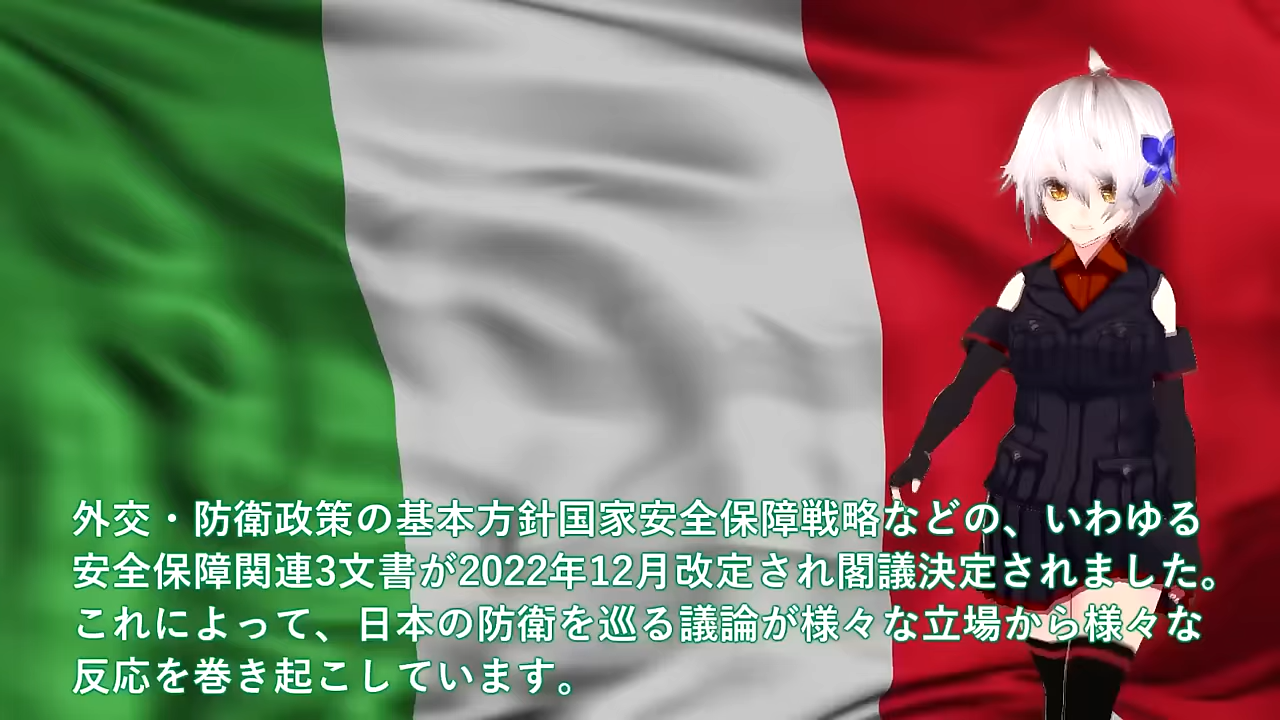 外交・防衛政策の基本方針国家安全保障戦略などの、いわゆる
安全保障関連3文書が2022年12月改定され閣議決定されました。
これによって、日本の防衛を巡る議論が様々な立場から様々な
反応を巻き起こしています。